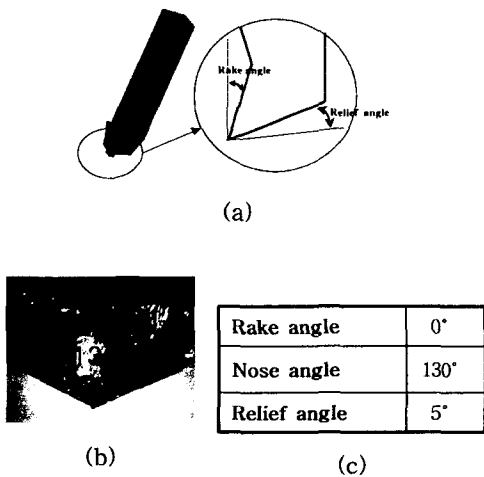 Rake angle
Relief angle
(a)
Rake angle 0°
Nose angle 130°
Relief angle 5°
(b)
(c)